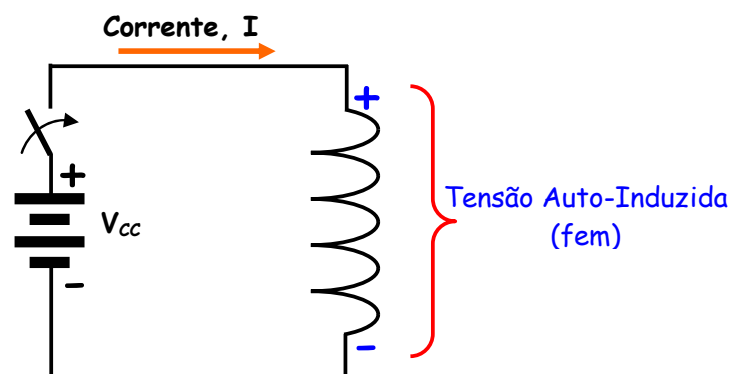 Corrente, I
+
+
Tensão Auto-Induzida
(fem)
Vcc
-
-